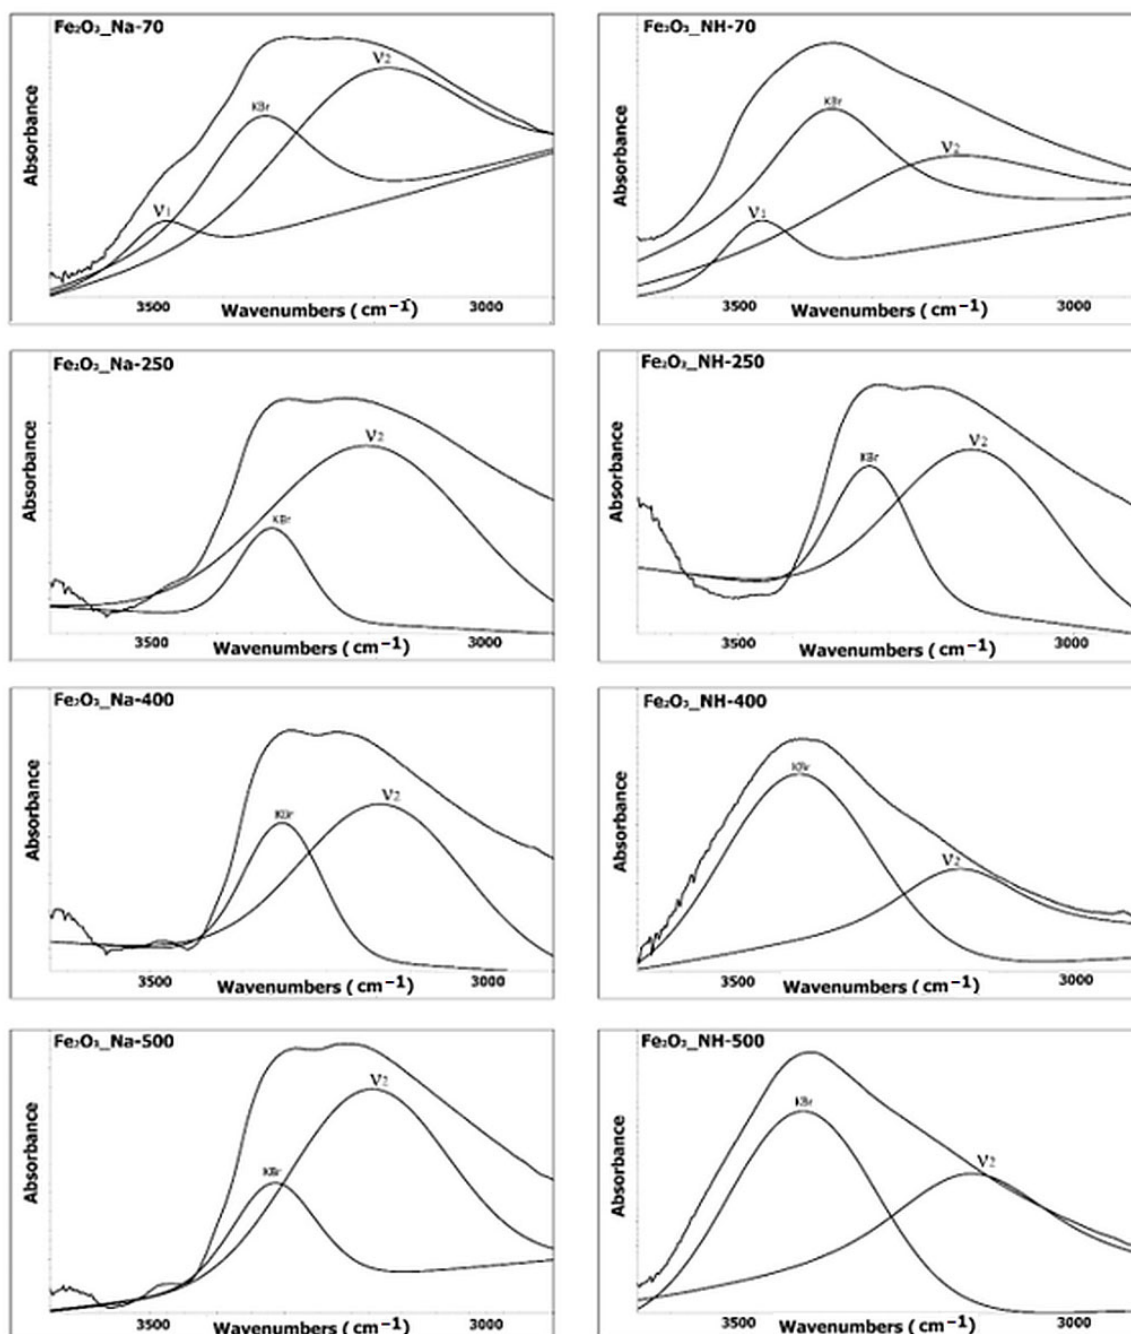 Fe₂O₃_Na-70
Absorbance
KBr
ν2
ν1
3500
Wavenumbers ( cm⁻¹)
3000
Fe₂O₃_NH-70
Absorbance
KBr
ν2
ν1
3500
Wavenumbers ( cm⁻¹)
3000
Fe₂O₃_Na-250
Absorbance
ν2
KBr
3500
Wavenumbers ( cm⁻¹)
3000
Fe₂O₃_NH-250
Absorbance
KBr
ν2
3500
Wavenumbers ( cm⁻¹)
3000
Fe₂O₃_Na-400
Absorbance
KBr
ν2
3500
Wavenumbers ( cm⁻¹)
3000
Fe₂O₃_NH-400
Absorbance
KBr
ν2
3500
Wavenumbers ( cm⁻¹)
3000
Fe₂O₃_Na-500
Absorbance
ν2
KBr
3500
Wavenumbers ( cm⁻¹)
3000
Fe₂O₃_NH-500
Absorbance
KBr
ν2
3500
Wavenumbers ( cm⁻¹)
3000